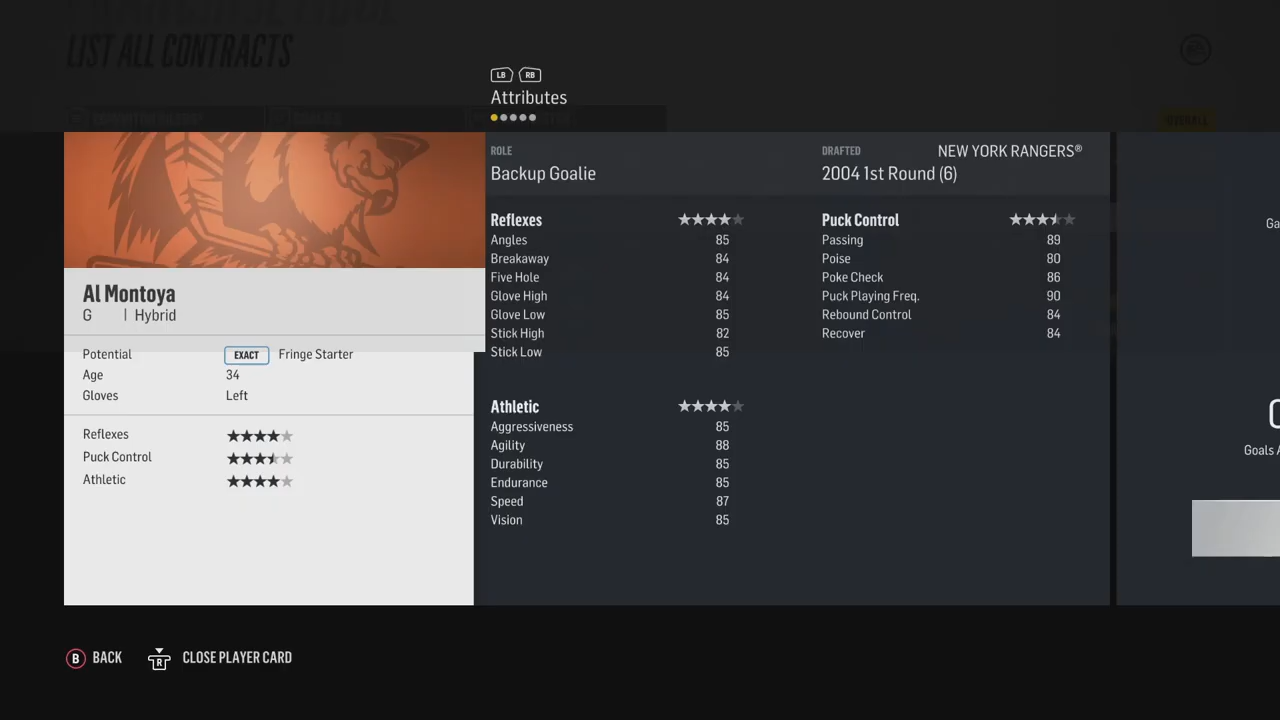 LIST ALL CONTRACTS
EA
LB RB
Attributes
OVERALL
ROLE
Backup Goalie
DRAFTED
NEW YORK RANGERS®
2004 1st Round (6)
Reflexes
Angles 85
Breakaway 84
Five Hole 84
Glove High 84
Glove Low 85
Stick High 82
Stick Low 85
Puck Control
Passing 89
Poise 80
Poke Check 86
Puck Playing Freq. 90
Rebound Control 84
Recover 84
Athletic
Aggressiveness 85
Agility 88
Durability 85
Endurance 85
Speed 87
Vision 85
Al Montoya
G | Hybrid
Potential EXACT Fringe Starter
Age 34
Gloves Left
Reflexes
Puck Control
Athletic
Ga
Goals A
B BACK R CLOSE PLAYER CARD